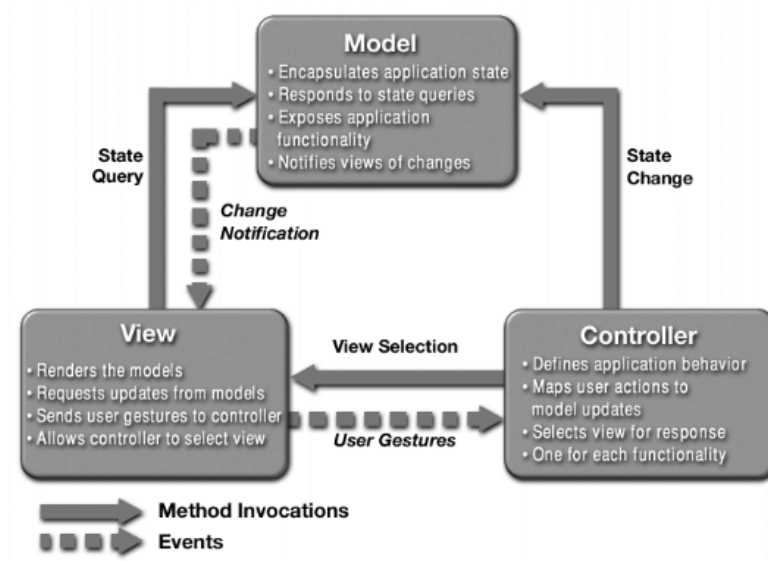 Model
• Encapsulates application state
• Responds to state queries
• Exposes application
functionality
• Notifies views of changes
State
Query
State
Change
Change
Notification
View
• Renders the models
• Requests updates from models
• Sends user gestures to controller
• Allows controller to select view
View Selection
User Gestures
Controller
• Defines application behavior
• Maps user actions to
model updates
• Selects view for response
• One for each functionality
Method Invocations
Events